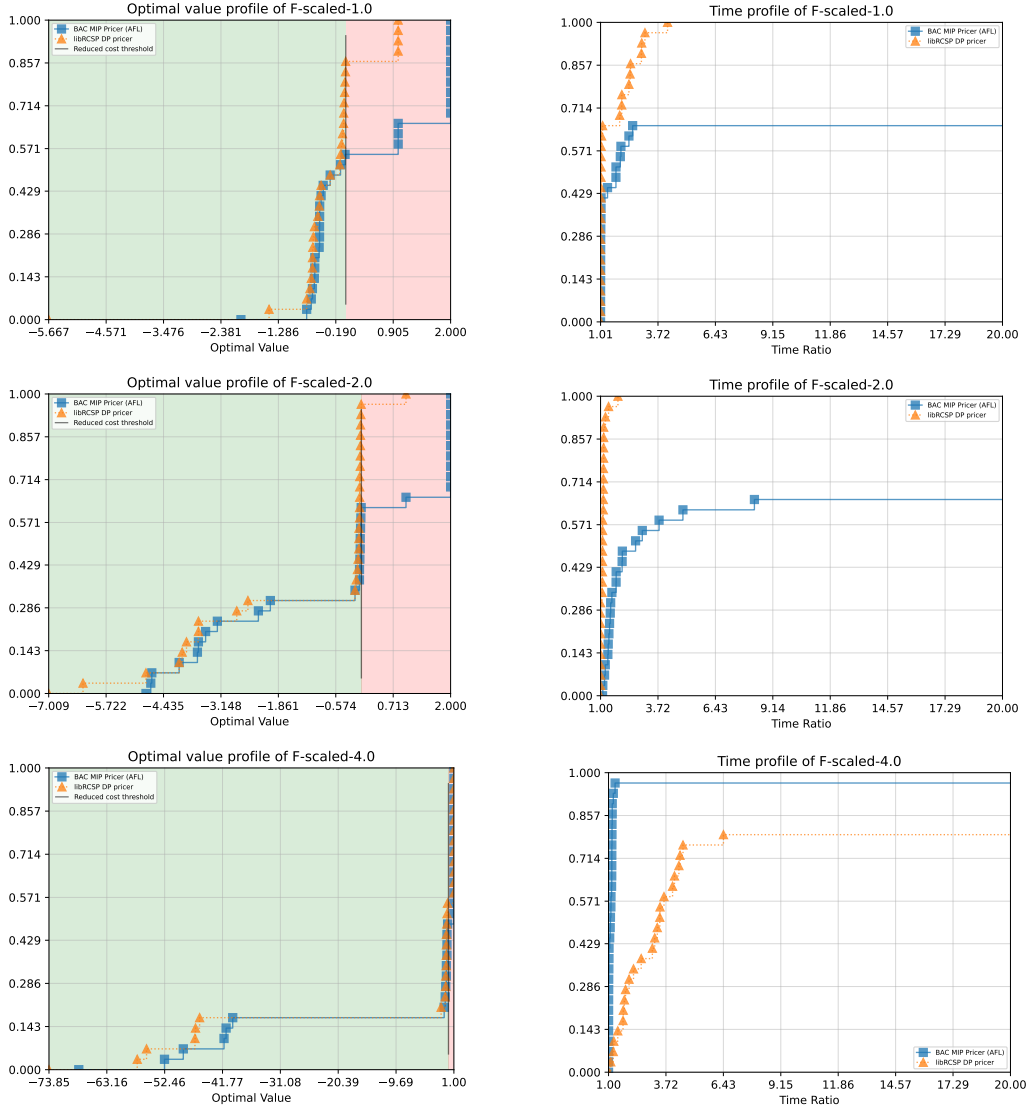 Optimal value profile of F-scaled-1.0
BAC MIP Pricer (AFL)
libRCSP DP pricer
Reduced cost threshold
1.000
0.857
0.714
0.571
0.429
0.286
0.143
0.000
−5.667 −4.571 −3.476 −2.381 −1.286 −0.190 0.905 2.000
Optimal Value
Time profile of F-scaled-1.0
BAC MIP Pricer (AFL)
libRCSP DP pricer
1.000
0.857
0.714
0.571
0.429
0.286
0.143
0.000
1.01 3.72 6.43 9.15 11.86 14.57 17.29 20.00
Time Ratio
Optimal value profile of F-scaled-2.0
BAC MIP Pricer (AFL)
libRCSP DP pricer
Reduced cost threshold
1.000
0.857
0.714
0.571
0.429
0.286
0.143
0.000
−7.009 −5.722 −4.435 −3.148 −1.861 −0.574 0.713 2.000
Optimal Value
Time profile of F-scaled-2.0
BAC MIP Pricer (AFL)
libRCSP DP pricer
1.000
0.857
0.714
0.571
0.429
0.286
0.143
0.000
1.00 3.72 6.43 9.15 11.86 14.57 17.29 20.00
Time Ratio
Optimal value profile of F-scaled-4.0
BAC MIP Pricer (AFL)
libRCSP DP pricer
Reduced cost threshold
1.000
0.857
0.714
0.571
0.429
0.286
0.143
0.000
−73.85 −63.16 −52.46 −41.77 −31.08 −20.39 −9.69 1.00
Optimal Value
Time profile of F-scaled-4.0
1.000
0.857
0.714
0.571
0.429
0.286
0.143
0.000
BAC MIP Pricer (AFL)
libRCSP DP pricer
1.00 3.72 6.43 9.15 11.86 14.57 17.29 20.00
Time Ratio